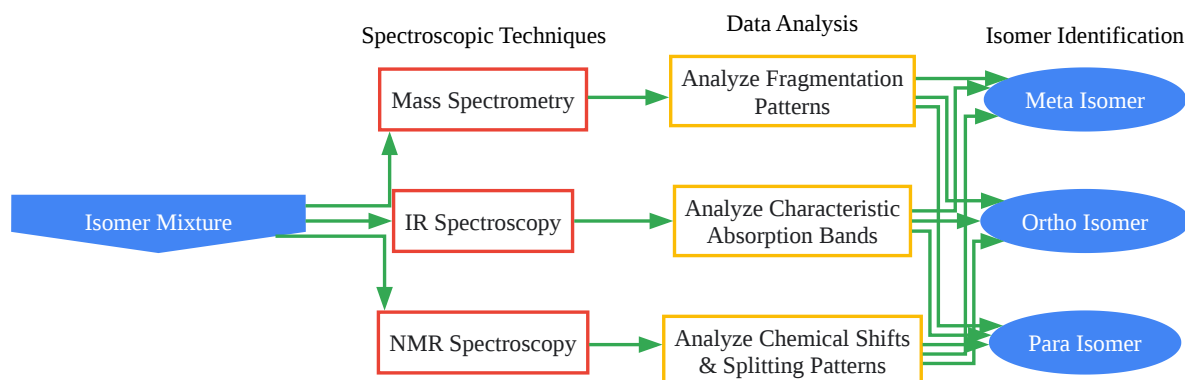 Spectroscopic Techniques
Data Analysis
Isomer Identification
Mass Spectrometry
Analyze Fragmentation
Patterns
Meta Isomer
Isomer Mixture
IR Spectroscopy
Analyze Characteristic
Absorption Bands
Ortho Isomer
NMR Spectroscopy
Analyze Chemical Shifts
& Splitting Patterns
Para Isomer